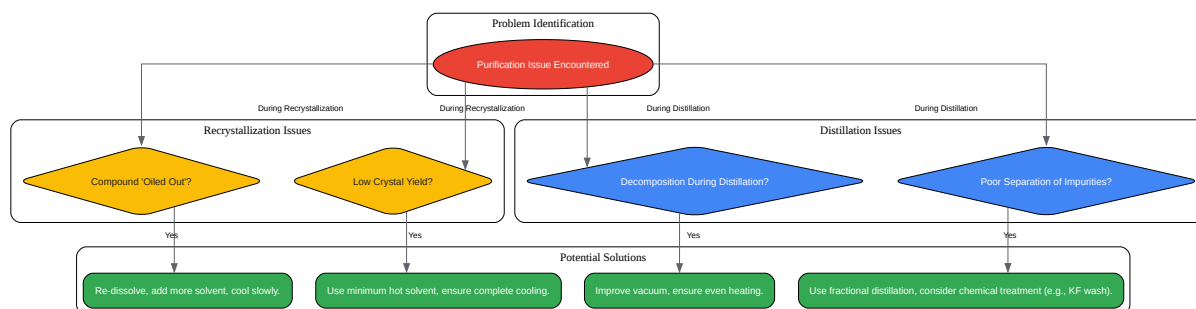 Problem Identification
Purification Issue Encountered
During Recrystallization
During Recrystallization
During Distillation
During Distillation
Recrystallization Issues
Distillation Issues
Compound 'Oiled Out'?
Low Crystal Yield?
Decomposition During Distillation?
Poor Separation of Impurities?
Yes
Yes
Yes
Yes
Potential Solutions
Re-dissolve, add more solvent, cool slowly.
Use minimum hot solvent, ensure complete cooling.
Improve vacuum, ensure even heating.
Use fractional distillation, consider chemical treatment (e.g., KF wash).